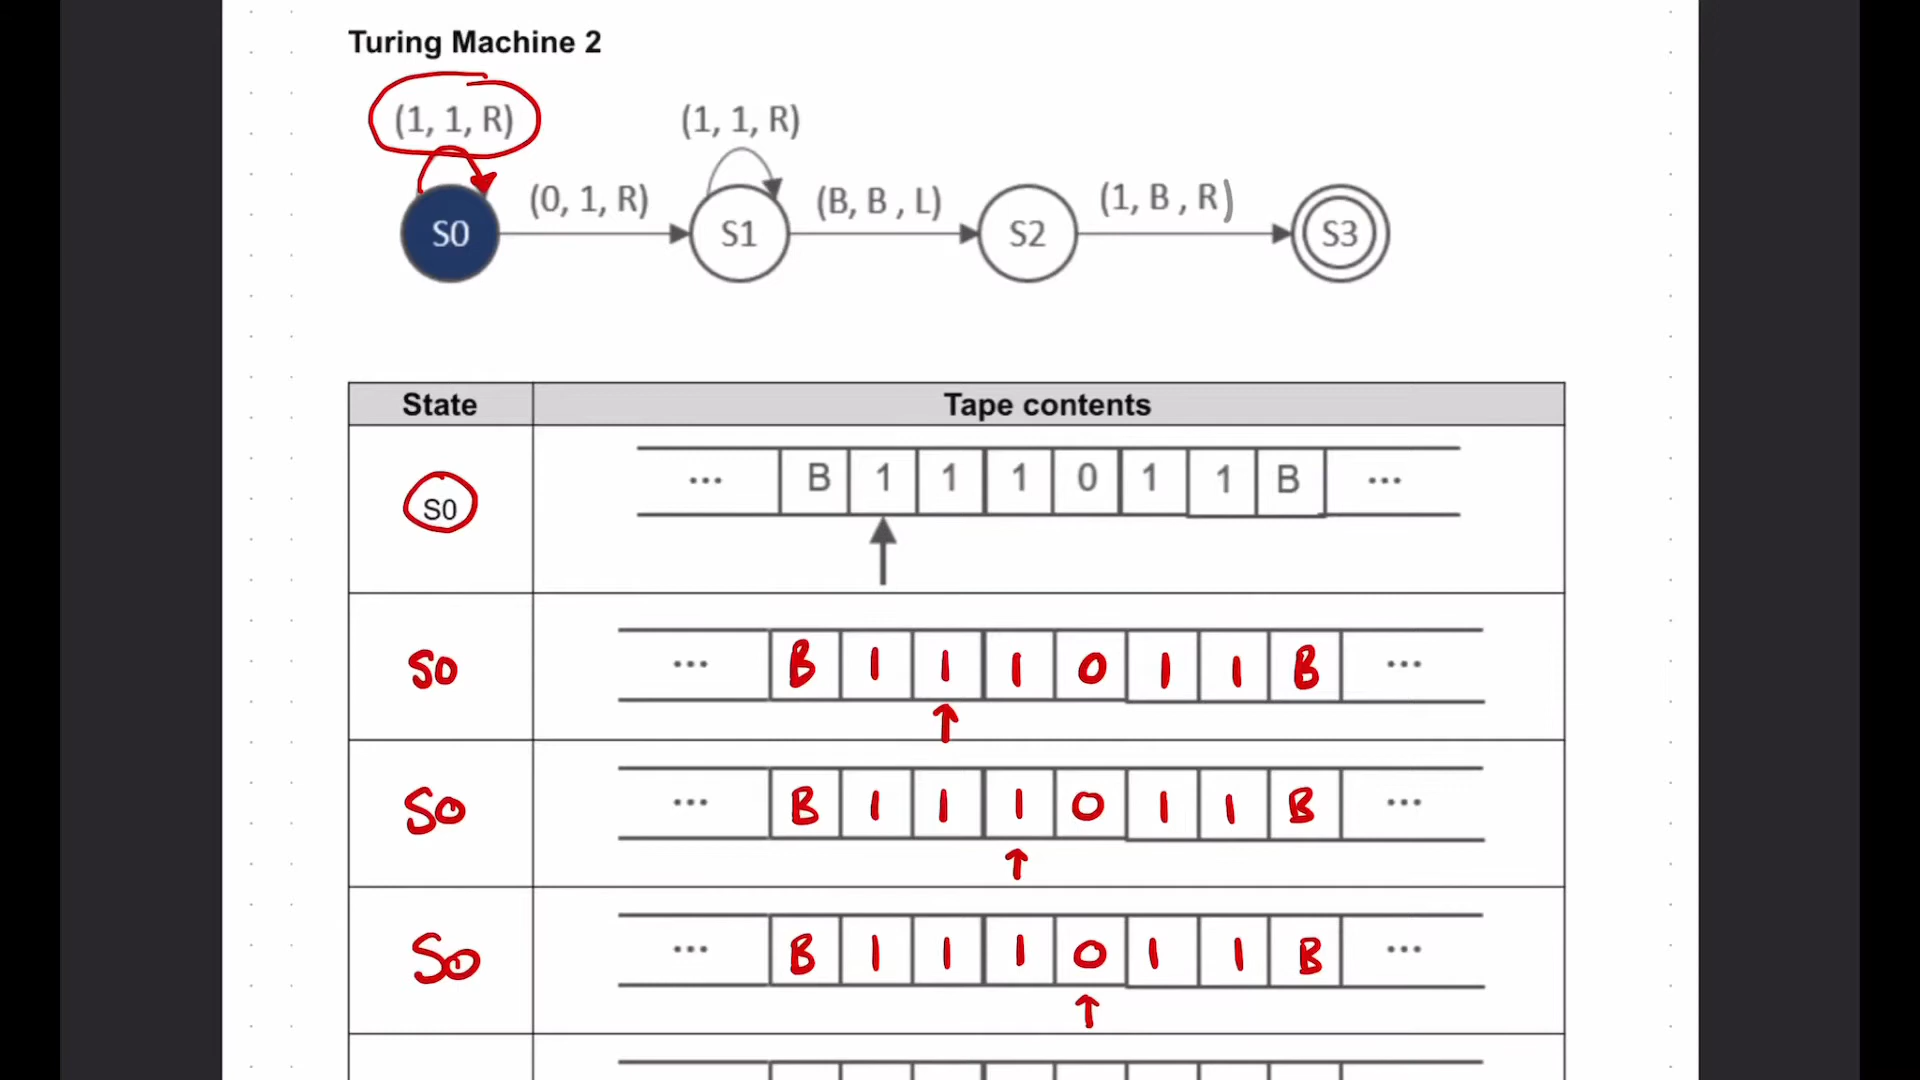 Turing Machine 2
(1, 1, R) (1, 1, R)
(0, 1, R) (B, B , L) (1, B , R)
S0 S1 S2 S3
State Tape contents
S0 ... B 1 1 1 0 1 1 B ...
S0 ... B 1 1 1 0 1 1 B ...
S0 ... B 1 1 1 0 1 1 B ...
S0 ... B 1 1 1 0 1 1 B ...